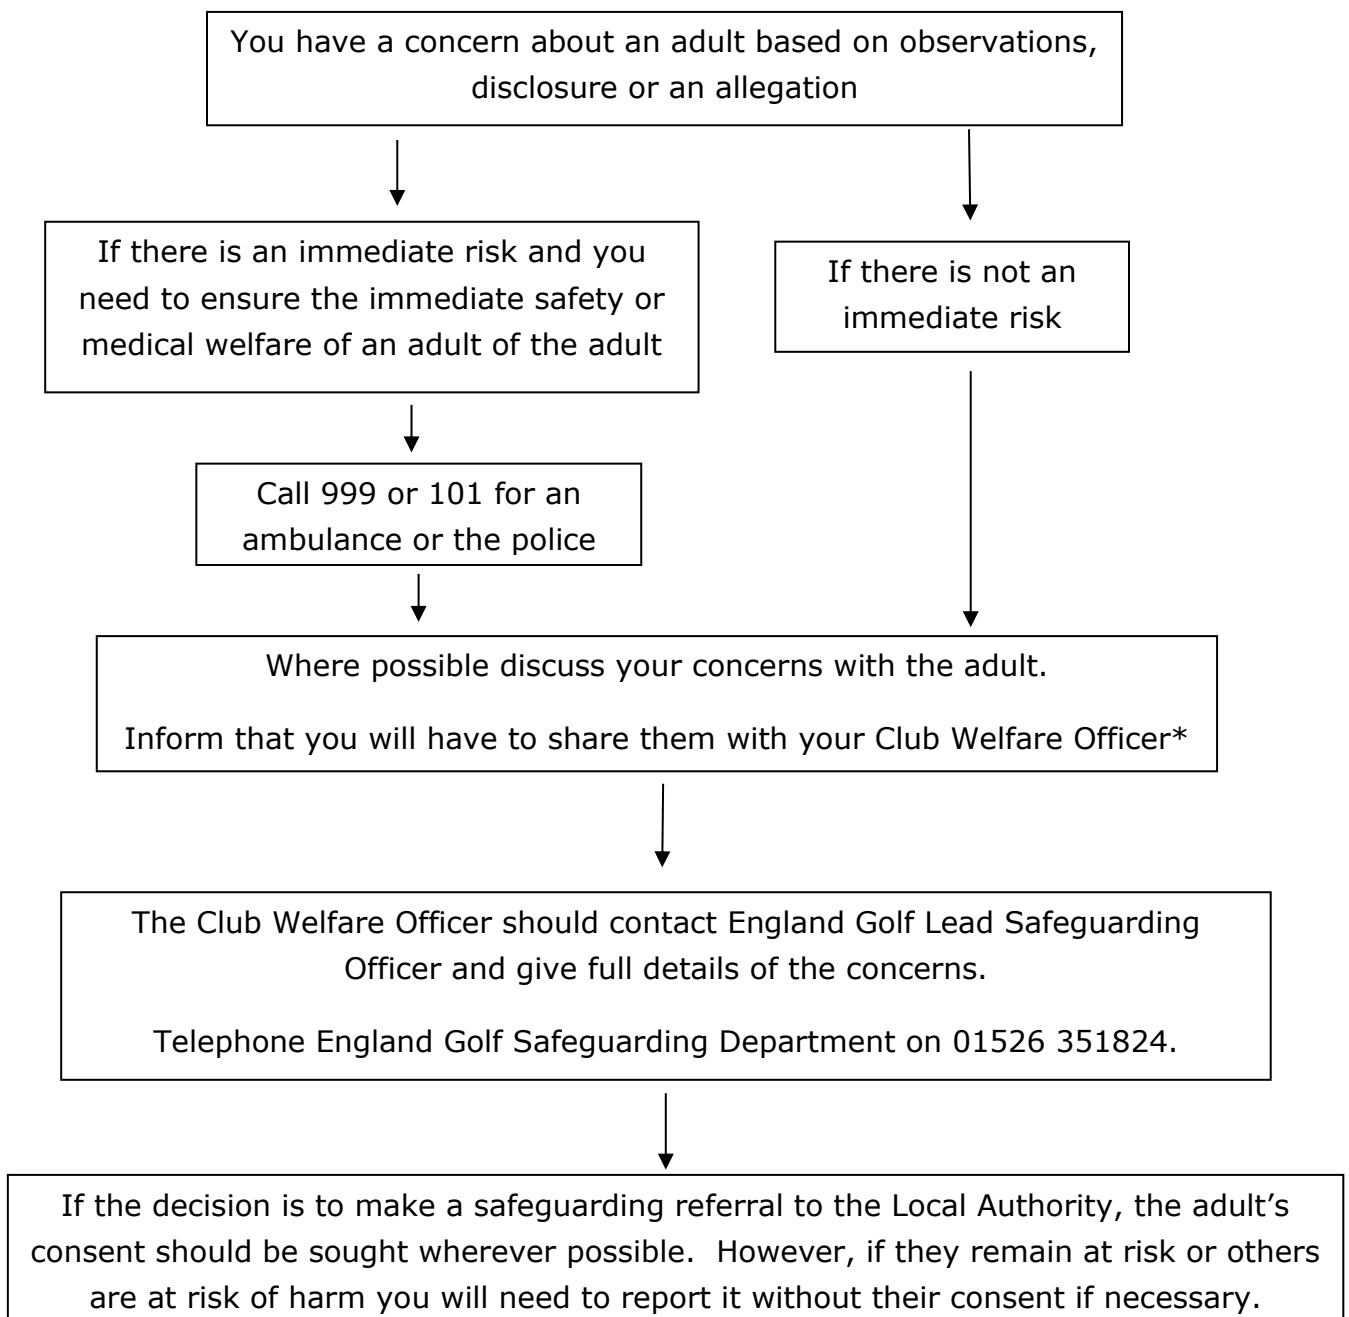 You have a concern about an adult based on observations,
disclosure or an allegation
If there is an immediate risk and you
need to ensure the immediate safety or
medical welfare of an adult of the adult
If there is not an
immediate risk
Call 999 or 101 for an
ambulance or the police
Where possible discuss your concerns with the adult.
Inform that you will have to share them with your Club Welfare Officer*
The Club Welfare Officer should contact England Golf Lead Safeguarding
Officer and give full details of the concerns.
Telephone England Golf Safeguarding Department on 01526 351824.
If the decision is to make a safeguarding referral to the Local Authority, the adult’s
consent should be sought wherever possible.  However, if they remain at risk or others
are at risk of harm you will need to report it without their consent if necessary.